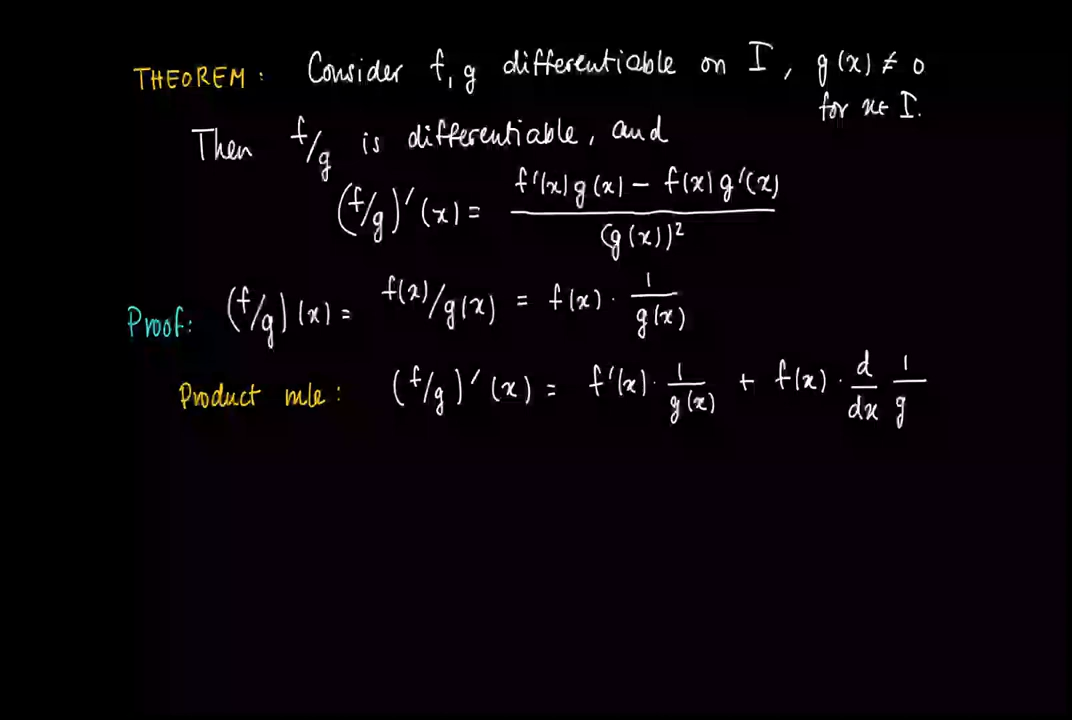 THEOREM: Consider f, g differentiable on I, g(x) ≠ 0
for x ∈ I.
Then f/g is differentiable, and
(f/g)′(x) = (f′(x)g(x) − f(x)g′(x)) / (g(x))²
Proof: (f/g)(x) = f(x)/g(x) = f(x) · 1/g(x)
Product rule: (f/g)′(x) = f′(x) · 1/g(x) + f(x) · d/dx 1/g